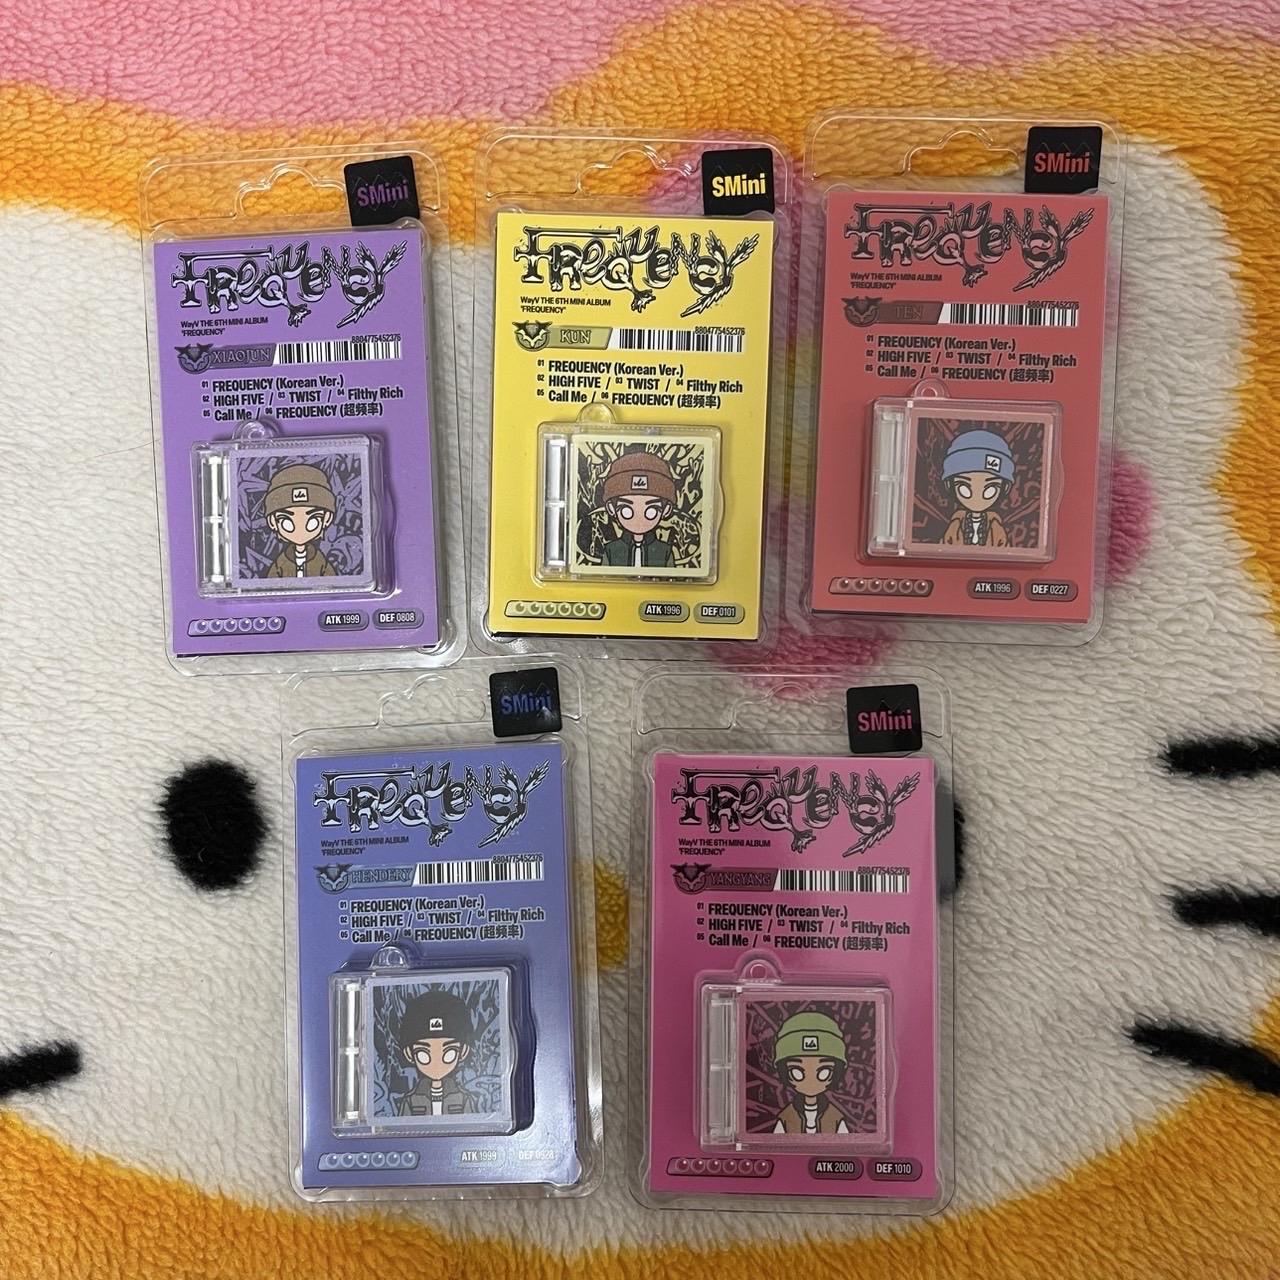 SMini
FREQUENCY
WayV THE 6TH MINI ALBUM
'FREQUENCY'
XIAOJUN
8804775452376
01 FREQUENCY (Korean Ver.)
02 HIGH FIVE / 03 TWIST / 04 Filthy Rich
05 Call Me / 06 FREQUENCY (超频率)
ATK 1999 DEF 0808
SMini
FREQUENCY
WayV THE 6TH MINI ALBUM
'FREQUENCY'
KUN
8804775452376
01 FREQUENCY (Korean Ver.)
02 HIGH FIVE / 03 TWIST / 04 Filthy Rich
05 Call Me / 06 FREQUENCY (超频率)
ATK 1996 DEF 0101
SMini
FREQUENCY
WayV THE 6TH MINI ALBUM
'FREQUENCY'
TEN
8804775452376
01 FREQUENCY (Korean Ver.)
02 HIGH FIVE / 03 TWIST / 04 Filthy Rich
05 Call Me / 06 FREQUENCY (超频率)
ATK 1996 DEF 0227
SMini
FREQUENCY
WayV THE 6TH MINI ALBUM
'FREQUENCY'
HENDERY
8804775452376
01 FREQUENCY (Korean Ver.)
02 HIGH FIVE / 03 TWIST / 04 Filthy Rich
05 Call Me / 06 FREQUENCY (超频率)
ATK 1999 DEF 0928
SMini
FREQUENCY
WayV THE 6TH MINI ALBUM
'FREQUENCY'
YANGYANG
8804775452376
01 FREQUENCY (Korean Ver.)
02 HIGH FIVE / 03 TWIST / 04 Filthy Rich
05 Call Me / 06 FREQUENCY (超频率)
ATK 2000 DEF 1010